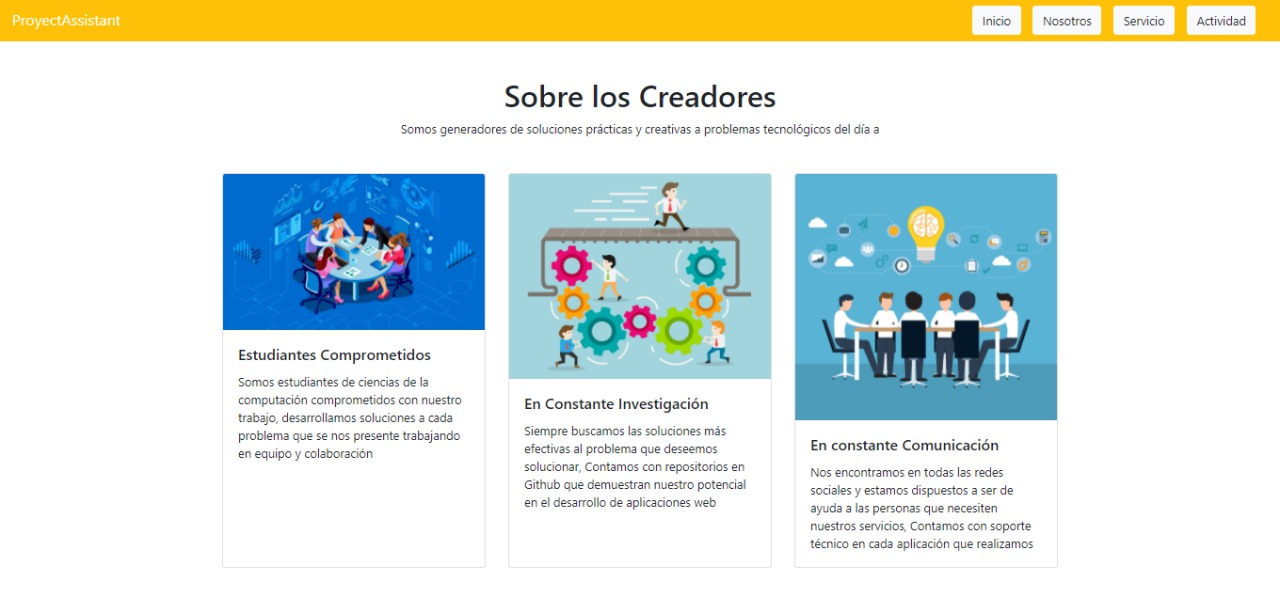 ProyectAssistant
Inicio
Nosotros
Servicio
Actividad
Sobre los Creadores
Somos generadores de soluciones prácticas y creativas a problemas tecnológicos del día a
Estudiantes Comprometidos
Somos estudiantes de ciencias de la
computación comprometidos con nuestro
trabajo, desarrollamos soluciones a cada
problema que se nos presente trabajando
en equipo y colaboración
En Constante Investigación
Siempre buscamos las soluciones más
efectivas al problema que deseemos
solucionar, Contamos con repositorios en
Github que demuestran nuestro potencial
en el desarrollo de aplicaciones web
En constante Comunicación
Nos encontramos en todas las redes
sociales y estamos dispuestos a ser de
ayuda a las personas que necesiten
nuestros servicios, Contamos con soporte
técnico en cada aplicación que realizamos